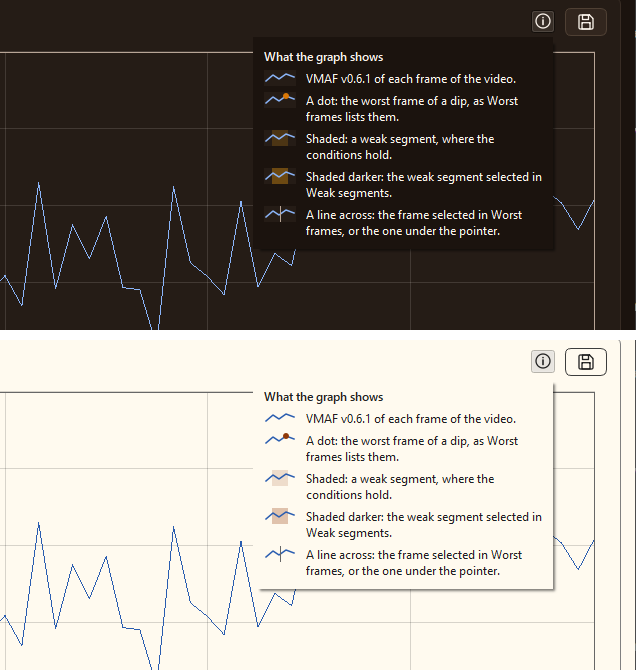 What the graph shows
VMAF v0.6.1 of each frame of the video.
A dot: the worst frame of a dip, as Worst
frames lists them.
Shaded: a weak segment, where the
conditions hold.
Shaded darker: the weak segment selected in
Weak segments.
A line across: the frame selected in Worst
frames, or the one under the pointer.
What the graph shows
VMAF v0.6.1 of each frame of the video.
A dot: the worst frame of a dip, as Worst
frames lists them.
Shaded: a weak segment, where the
conditions hold.
Shaded darker: the weak segment selected in
Weak segments.
A line across: the frame selected in Worst
frames, or the one under the pointer.